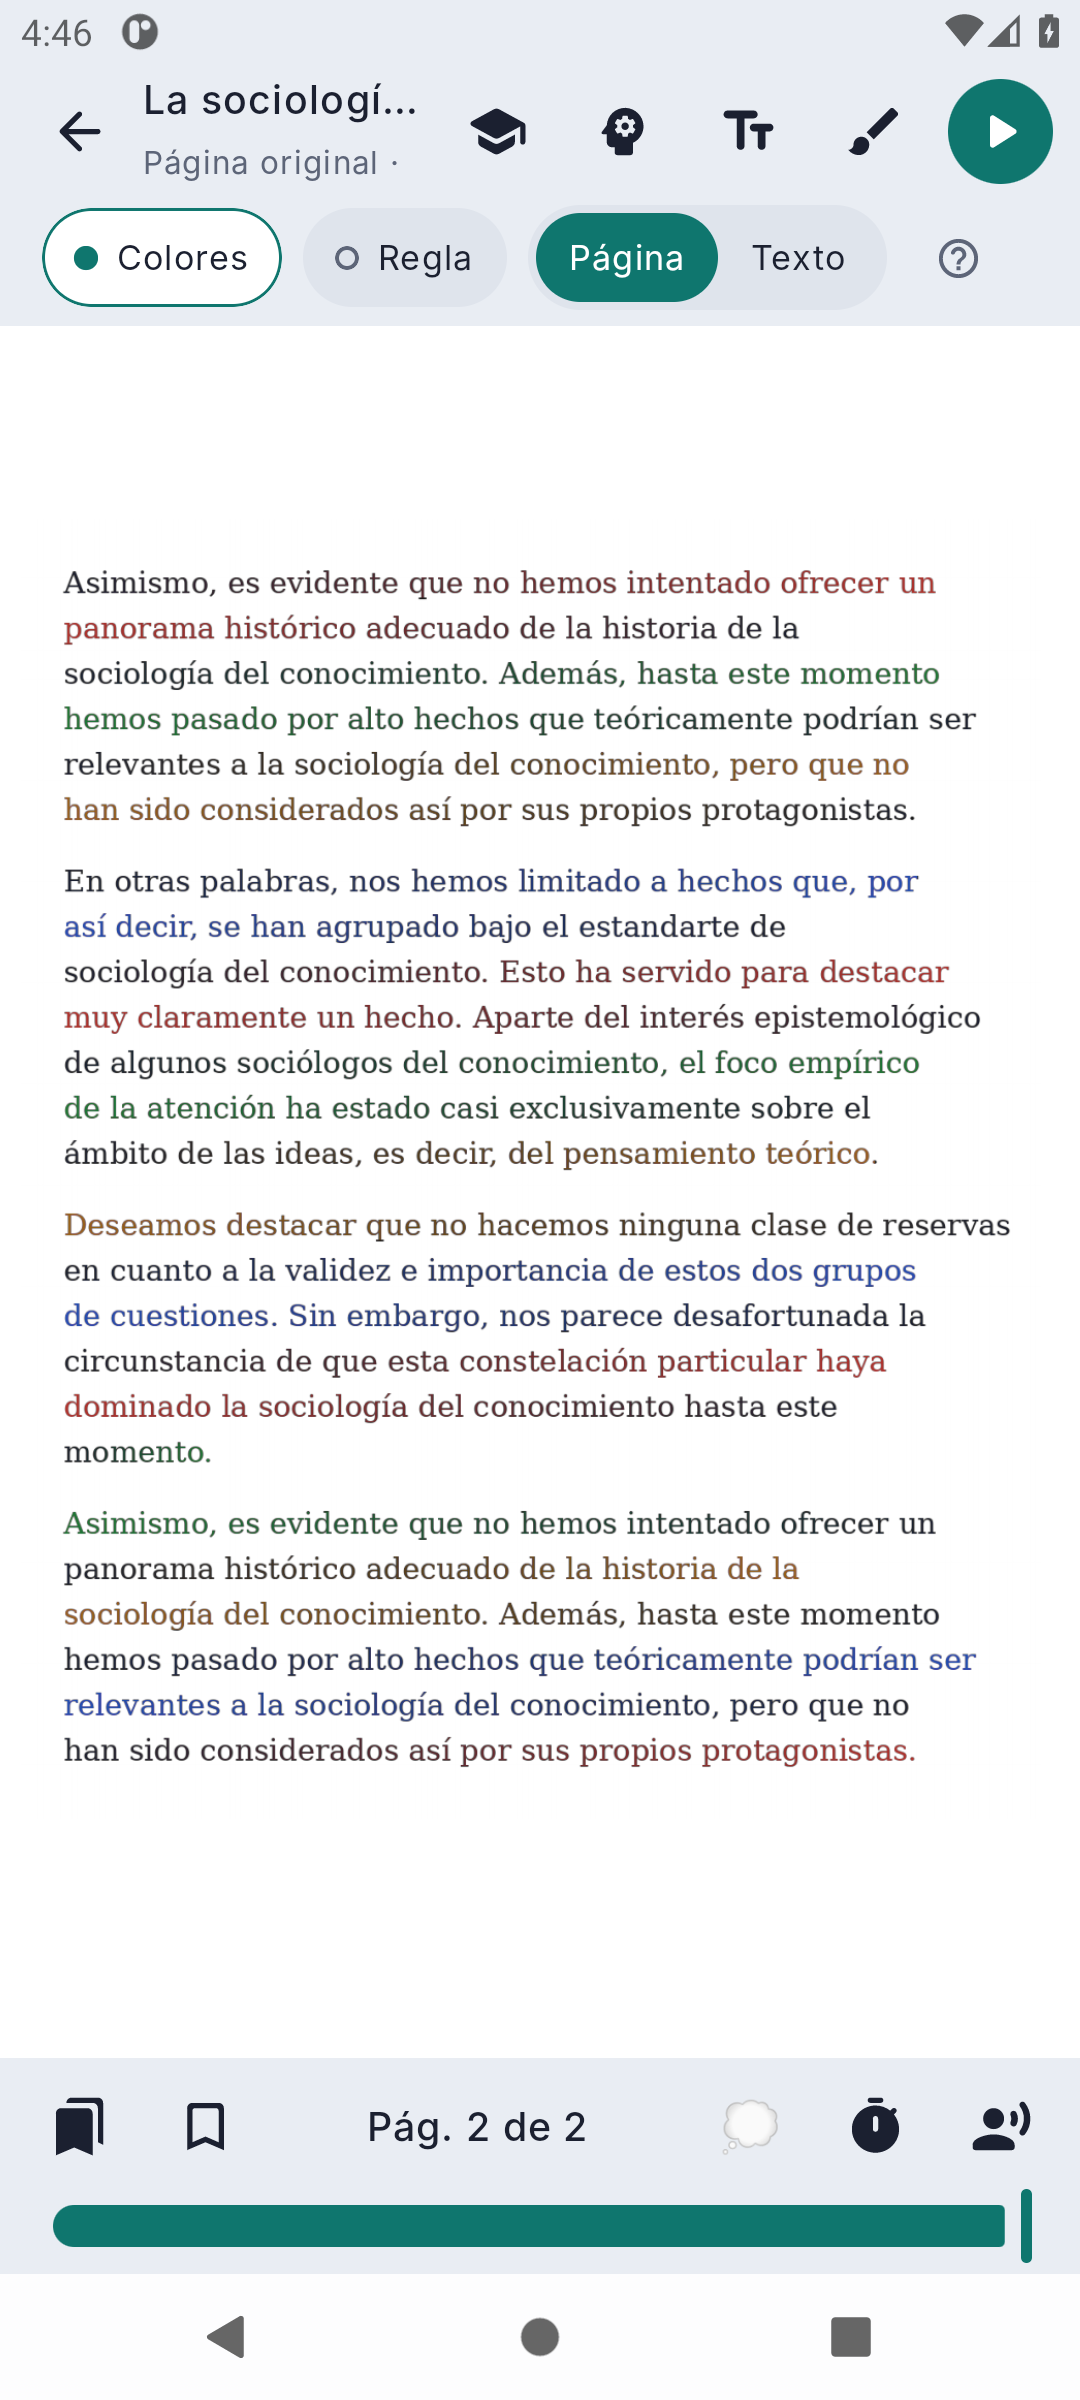 4:46
La sociologí...
Página original ·
Colores
Regla
Página
Texto
Asimismo, es evidente que no hemos intentado ofrecer un
panorama histórico adecuado de la historia de la
sociología del conocimiento. Además, hasta este momento
hemos pasado por alto hechos que teóricamente podrían ser
relevantes a la sociología del conocimiento, pero que no
han sido considerados así por sus propios protagonistas.
En otras palabras, nos hemos limitado a hechos que, por
así decir, se han agrupado bajo el estandarte de
sociología del conocimiento. Esto ha servido para destacar
muy claramente un hecho. Aparte del interés epistemológico
de algunos sociólogos del conocimiento, el foco empírico
de la atención ha estado casi exclusivamente sobre el
ámbito de las ideas, es decir, del pensamiento teórico.
Deseamos destacar que no hacemos ninguna clase de reservas
en cuanto a la validez e importancia de estos dos grupos
de cuestiones. Sin embargo, nos parece desafortunada la
circunstancia de que esta constelación particular haya
dominado la sociología del conocimiento hasta este
momento.
Asimismo, es evidente que no hemos intentado ofrecer un
panorama histórico adecuado de la historia de la
sociología del conocimiento. Además, hasta este momento
hemos pasado por alto hechos que teóricamente podrían ser
relevantes a la sociología del conocimiento, pero que no
han sido considerados así por sus propios protagonistas.
Pág. 2 de 2